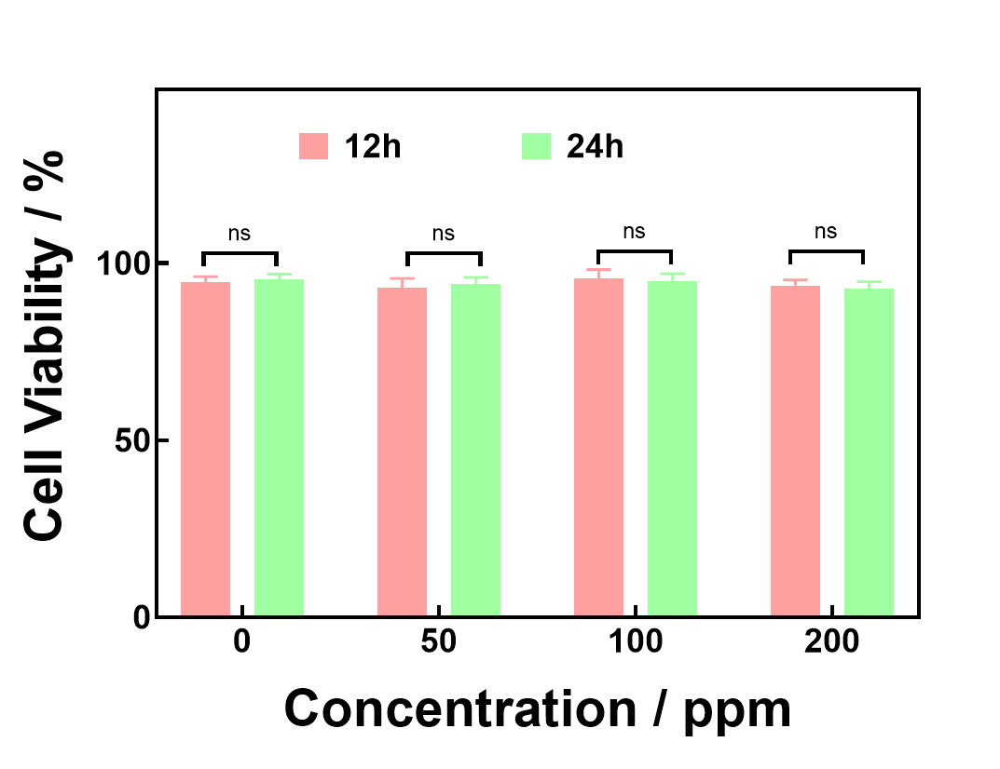 12h 24h
ns ns ns ns
Cell Viability / %
100
50
0
0 50 100 200
Concentration / ppm